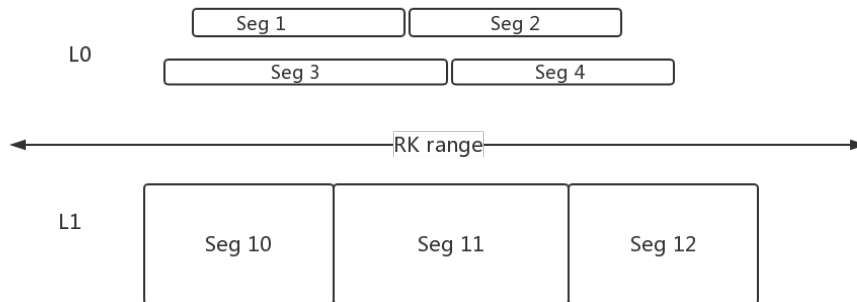 Seg 1
Seg 2
L0
Seg 3
Seg 4
RK range
L1
Seg 10
Seg 11
Seg 12